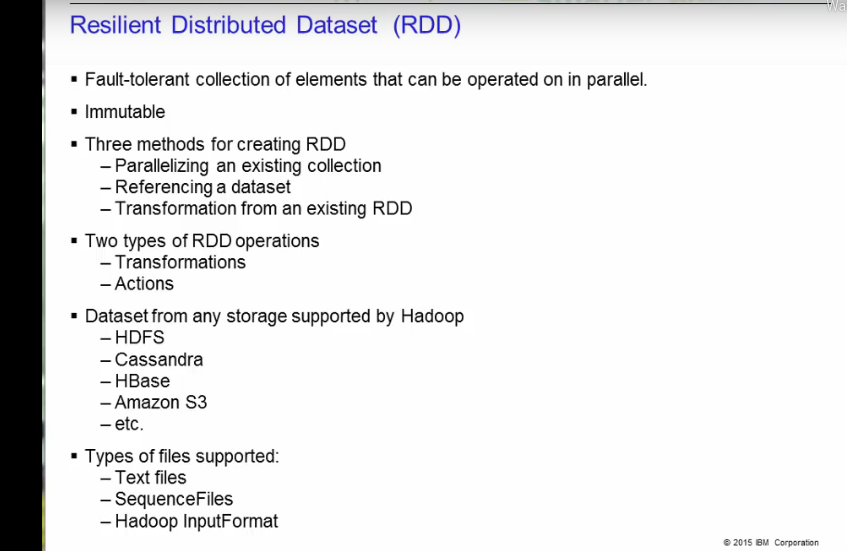 Resilient Distributed Dataset (RDD)
▪ Fault-tolerant collection of elements that can be operated on in parallel.
▪ Immutable
▪ Three methods for creating RDD
– Parallelizing an existing collection
– Referencing a dataset
– Transformation from an existing RDD
▪ Two types of RDD operations
– Transformations
– Actions
▪ Dataset from any storage supported by Hadoop
– HDFS
– Cassandra
– HBase
– Amazon S3
– etc.
▪ Types of files supported:
– Text files
– SequenceFiles
– Hadoop InputFormat
© 2015 IBM Corporation